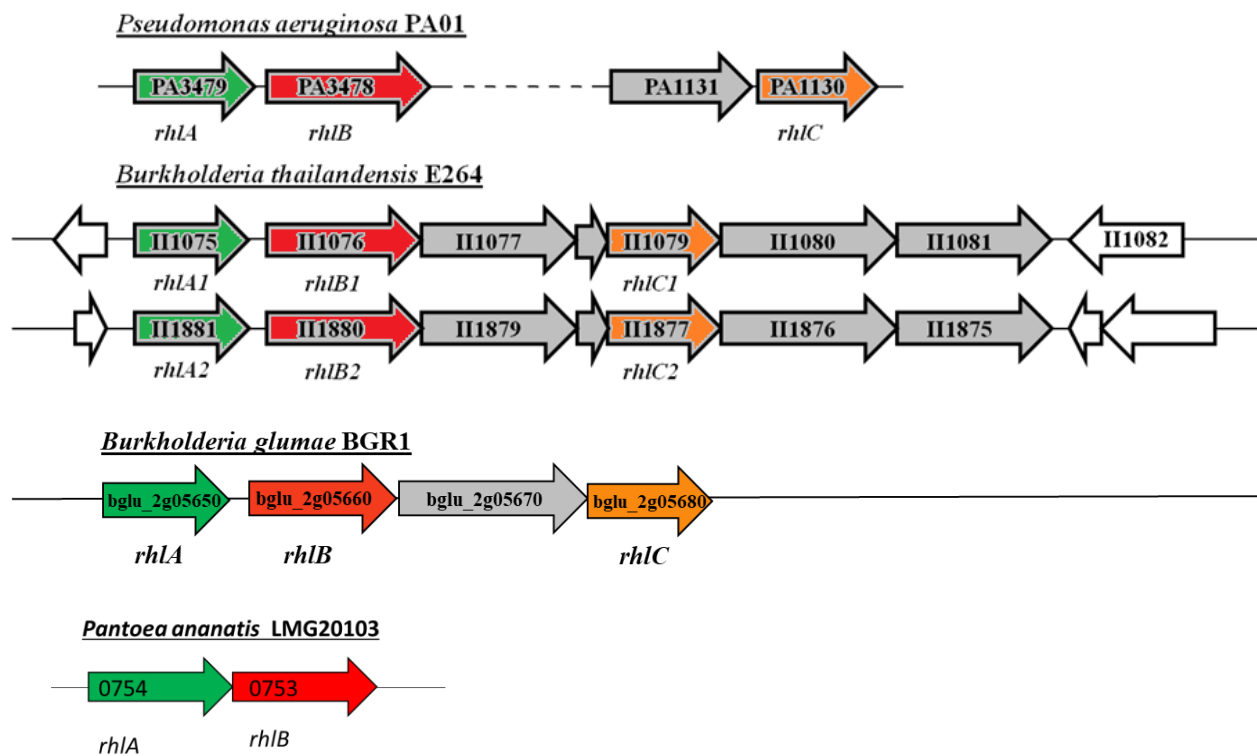 Pseudomonas aeruginosa PA01
PA3479 PA3478 PA1131 PA1130
rhlA rhlB rhlC
Burkholderia thailandensis E264
II1075 II1076 II1077 II1079 II1080 II1081 II1082
rhlA1 rhlB1 rhlC1
II1881 II1880 II1879 II1877 II1876 II1875
rhlA2 rhlB2 rhlC2
Burkholderia glumae BGR1
bglu_2g05650 bglu_2g05660 bglu_2g05670 bglu_2g05680
rhlA rhlB rhlC
Pantoea ananatis LMG20103
0754 0753
rhlA rhlB